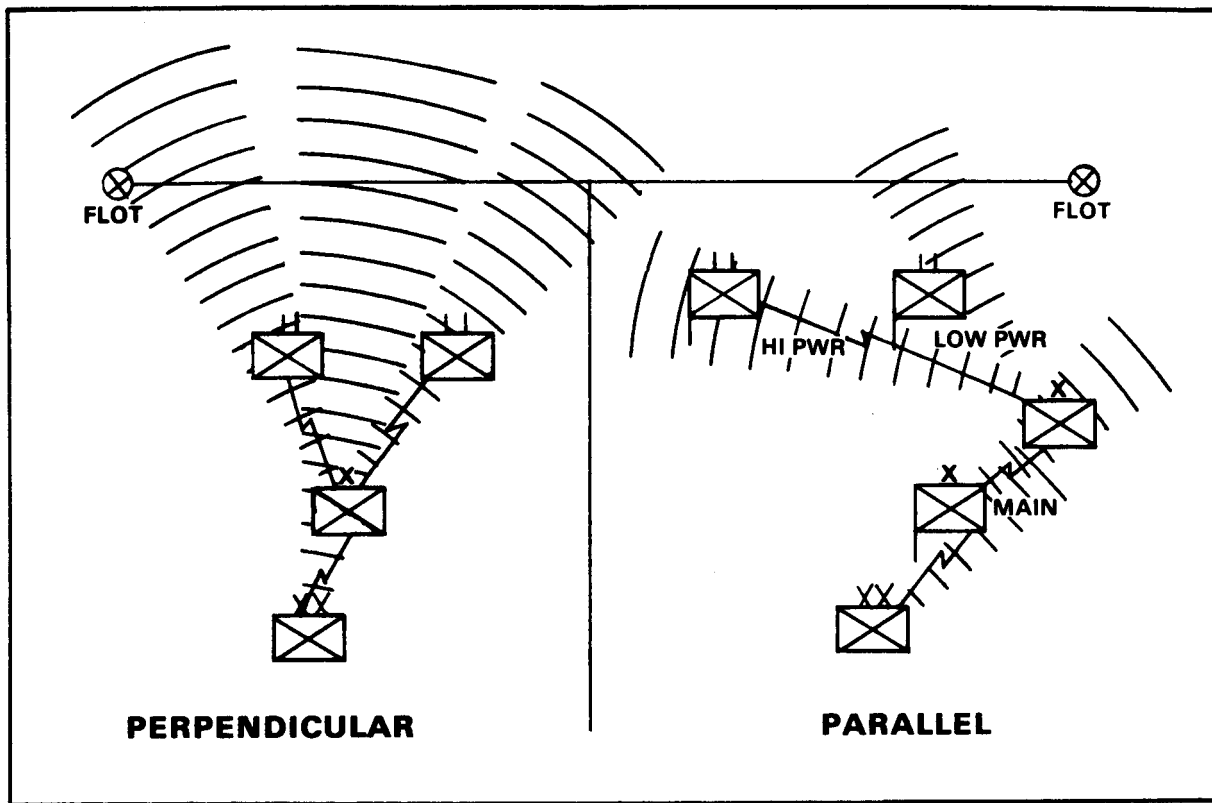 FLOT
FLOT
HI PWR
LOW PWR
X
X
X
MAIN
XX
XX
PERPENDICULAR
PARALLEL